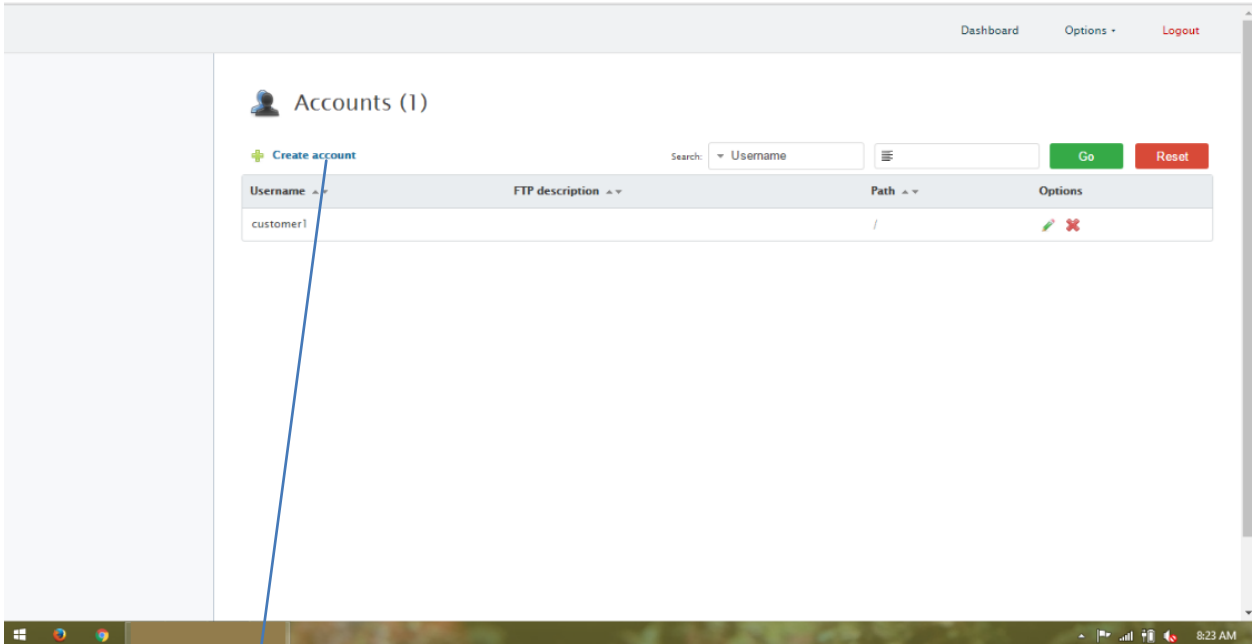 Dashboard Options Logout
Accounts (1)
Create account Search: Username Go Reset
Username FTP description Path Options
customer1 /
8:23 AM